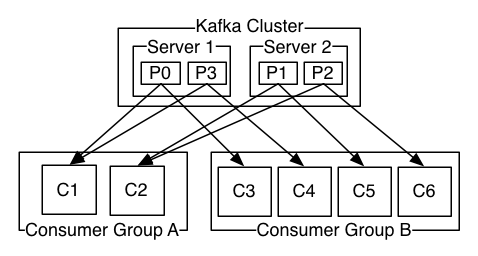 Kafka Cluster
Server 1
Server 2
P0
P3
P1
P2
C1
C2
C3
C4
C5
C6
Consumer Group A
Consumer Group B